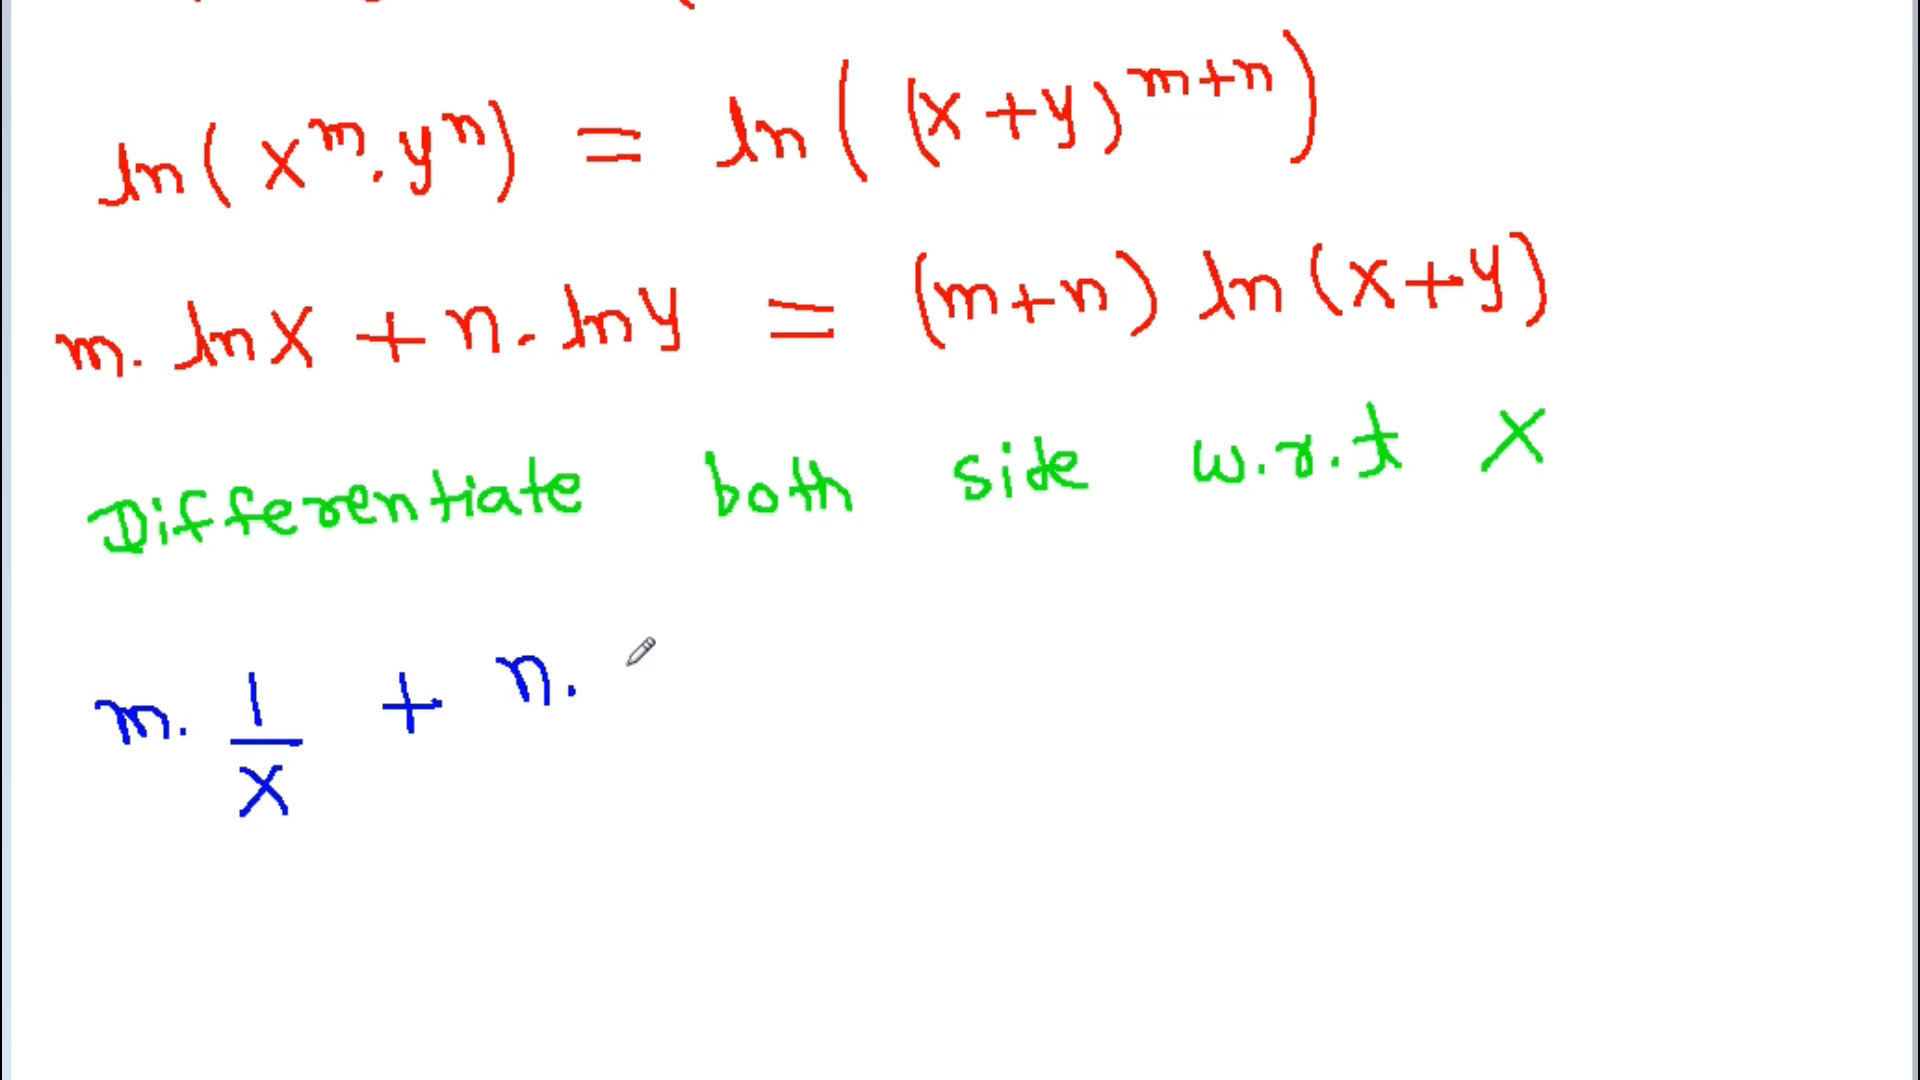 ln(x^m.y^n) = ln((x+y)^m+n)
m.lnx + n.lny = (m+n) ln(x+y)
Differentiate both side w.r.t x
m. 1/x + n.